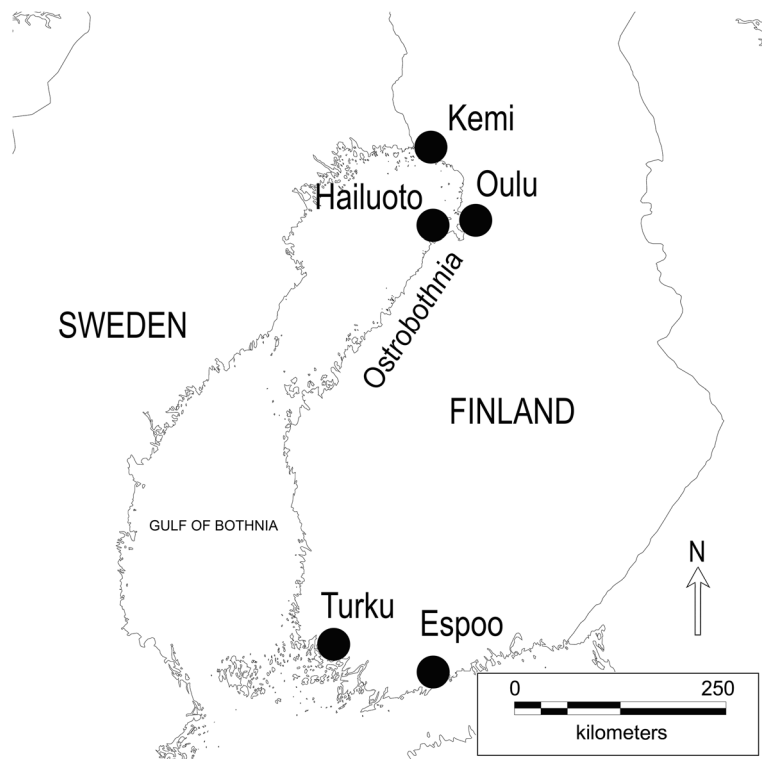 Kemi
Hailuoto
Oulu
Ostrobothnia
SWEDEN
FINLAND
GULF OF BOTHNIA
N
Turku
Espoo
0 250
kilometers